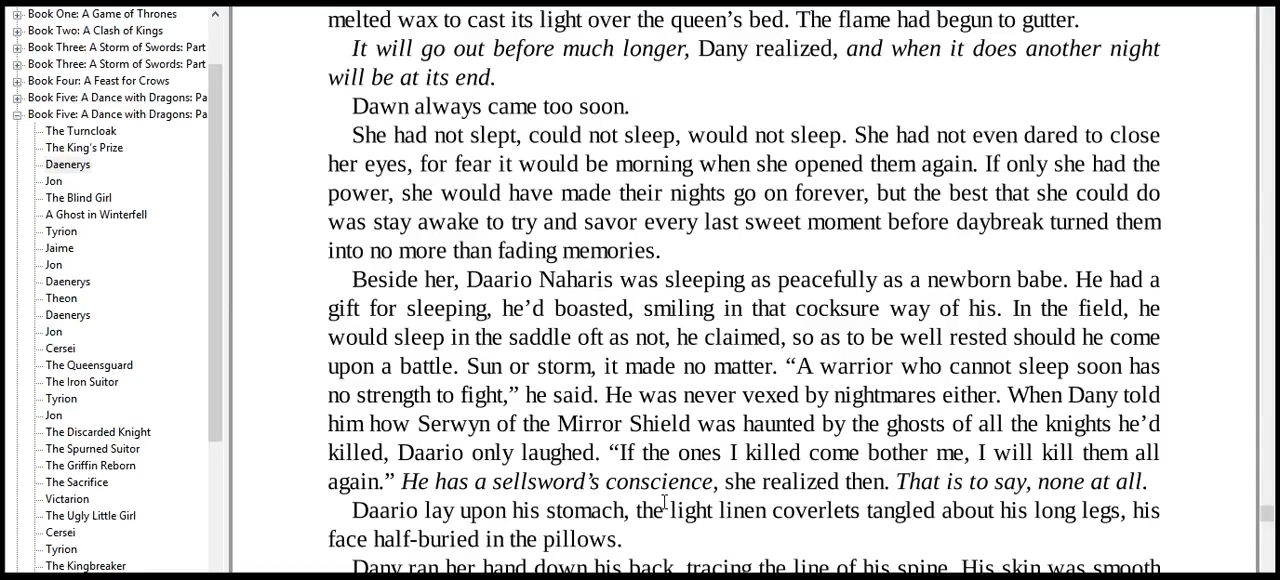 Book One: A Game of Thrones
Book Two: A Clash of Kings
Book Three: A Storm of Swords: Part
Book Three: A Storm of Swords: Part
Book Four: A Feast for Crows
Book Five: A Dance with Dragons: Pa
Book Five: A Dance with Dragons: Pa
The Turncloak
The King's Prize
Daenerys
Jon
The Blind Girl
A Ghost in Winterfell
Tyrion
Jaime
Jon
Daenerys
Theon
Daenerys
Jon
Cersei
The Queensguard
The Iron Suitor
Tyrion
Jon
The Discarded Knight
The Spurned Suitor
The Griffin Reborn
The Sacrifice
Victarion
The Ugly Little Girl
Cersei
Tyrion
The Kingbreaker
melted wax to cast its light over the queen's bed. The flame had begun to gutter.
It will go out before much longer, Dany realized, and when it does another night
will be at its end.
Dawn always came too soon.
She had not slept, could not sleep, would not sleep. She had not even dared to close
her eyes, for fear it would be morning when she opened them again. If only she had the
power, she would have made their nights go on forever, but the best that she could do
was stay awake to try and savor every last sweet moment before daybreak turned them
into no more than fading memories.
Beside her, Daario Naharis was sleeping as peacefully as a newborn babe. He had a
gift for sleeping, he'd boasted, smiling in that cocksure way of his. In the field, he
would sleep in the saddle oft as not, he claimed, so as to be well rested should he come
upon a battle. Sun or storm, it made no matter. “A warrior who cannot sleep soon has
no strength to fight,” he said. He was never vexed by nightmares either. When Dany told
him how Serwyn of the Mirror Shield was haunted by the ghosts of all the knights he'd
killed, Daario only laughed. “If the ones I killed come bother me, I will kill them all
again.” He has a sellsword's conscience, she realized then. That is to say, none at all.
Daario lay upon his stomach, the light linen coverlets tangled about his long legs, his
face half-buried in the pillows.
Dany ran her hand down his back, tracing the line of his spine. His skin was smooth